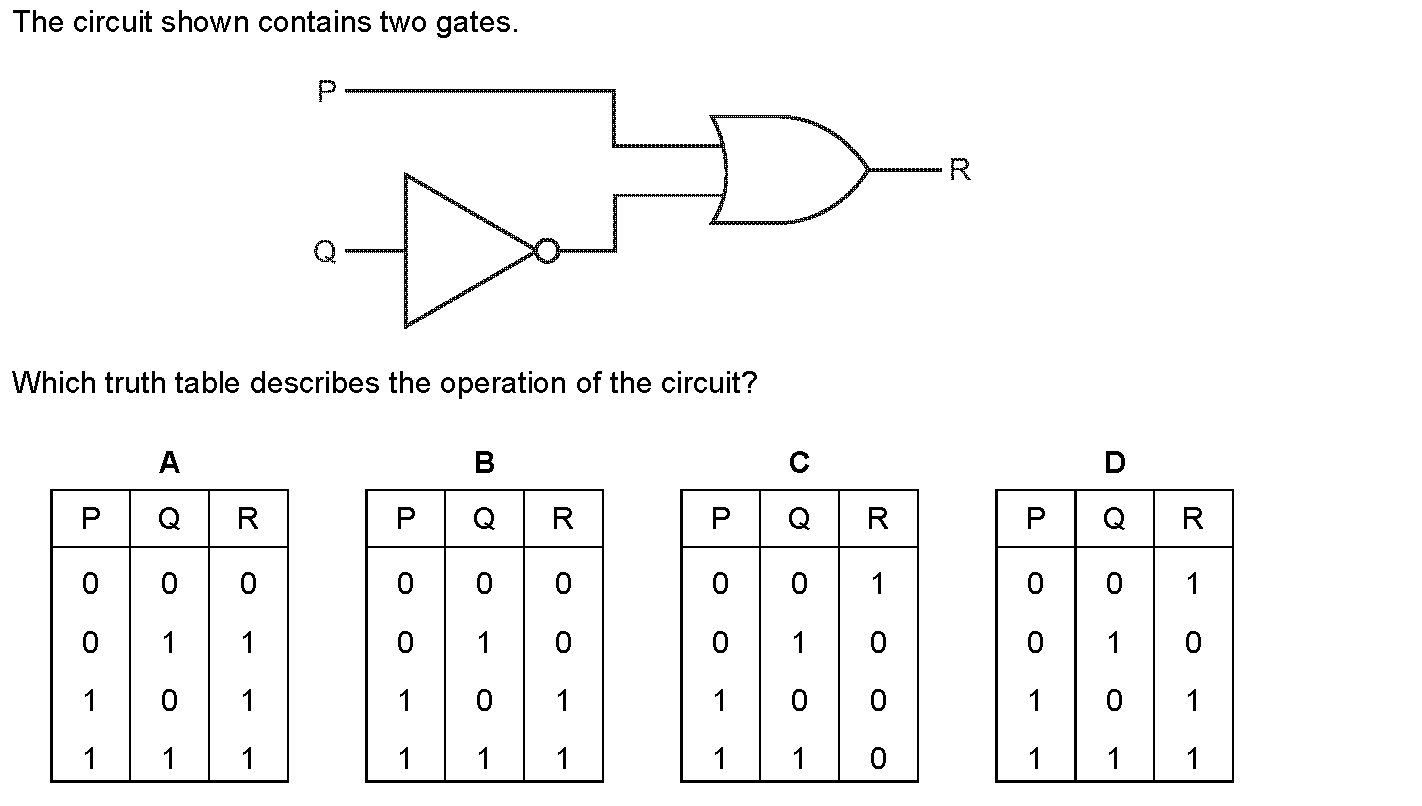 The circuit shown contains two gates.
P
R
Q
Which truth table describes the operation of the circuit?
A B C D
P Q R P Q R P Q R P Q R
0 0 0 0 0 0 0 0 1 0 0 1
0 1 1 0 1 0 0 1 0 0 1 0
1 0 1 1 0 1 1 0 0 1 0 1
1 1 1 1 1 1 1 1 0 1 1 1